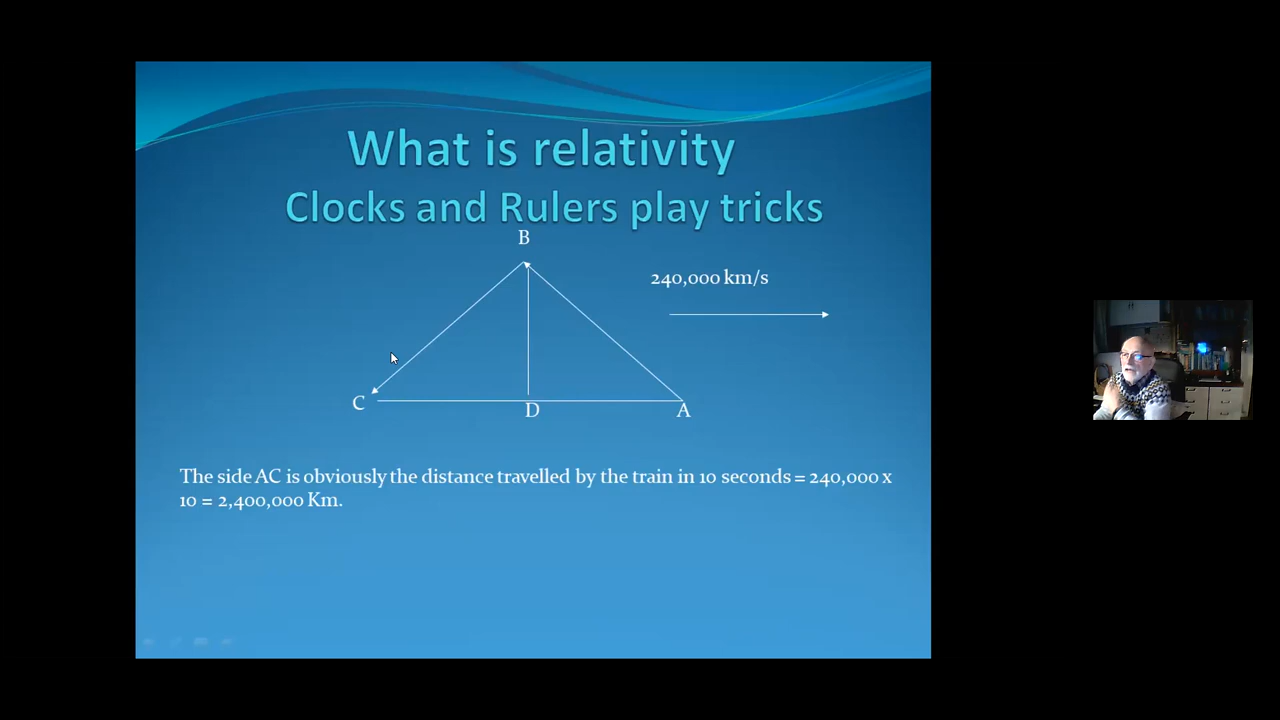 What is relativity
Clocks and Rulers play tricks
B
240,000 km/s
C
D
A
The side AC is obviously the distance travelled by the train in 10 seconds = 240,000 x
10 = 2,400,000 Km.